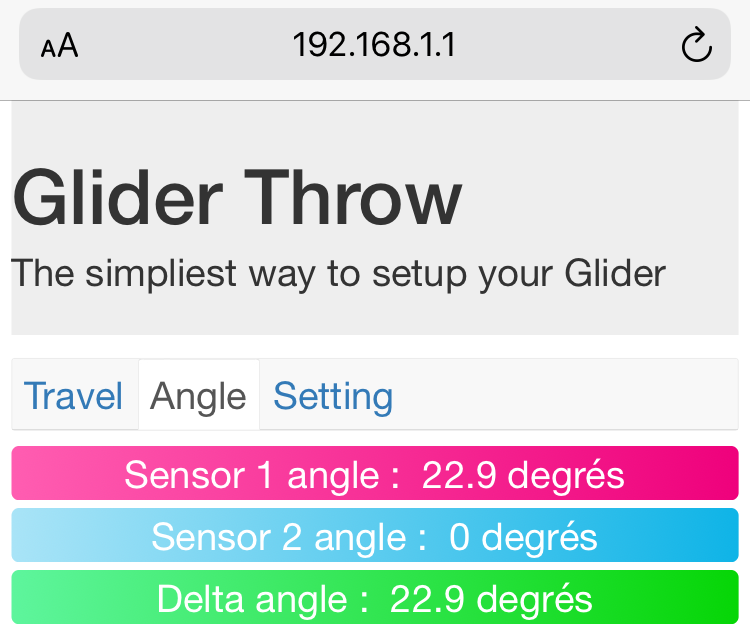 AA 192.168.1.1
Glider Throw
The simpliest way to setup your Glider
Travel Angle Setting
Sensor 1 angle : 22.9 degrés
Sensor 2 angle : 0 degrés
Delta angle : 22.9 degrés